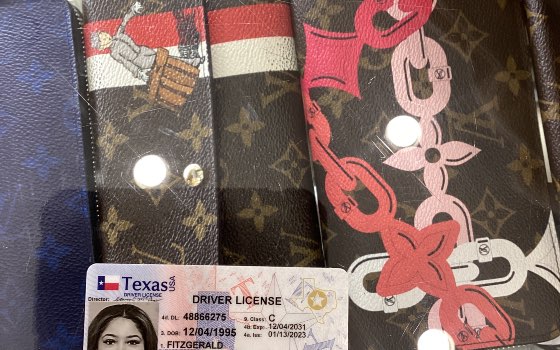 Texas USA
DRIVER LICENSE
Director:
DRIVER LICENSE
4d. DL: 48866275 9. Class: C
4b. Exp: 12/04/2031
3. DOB: 12/04/1995 4a. Iss: 01/13/2023
1. FITZGERALD